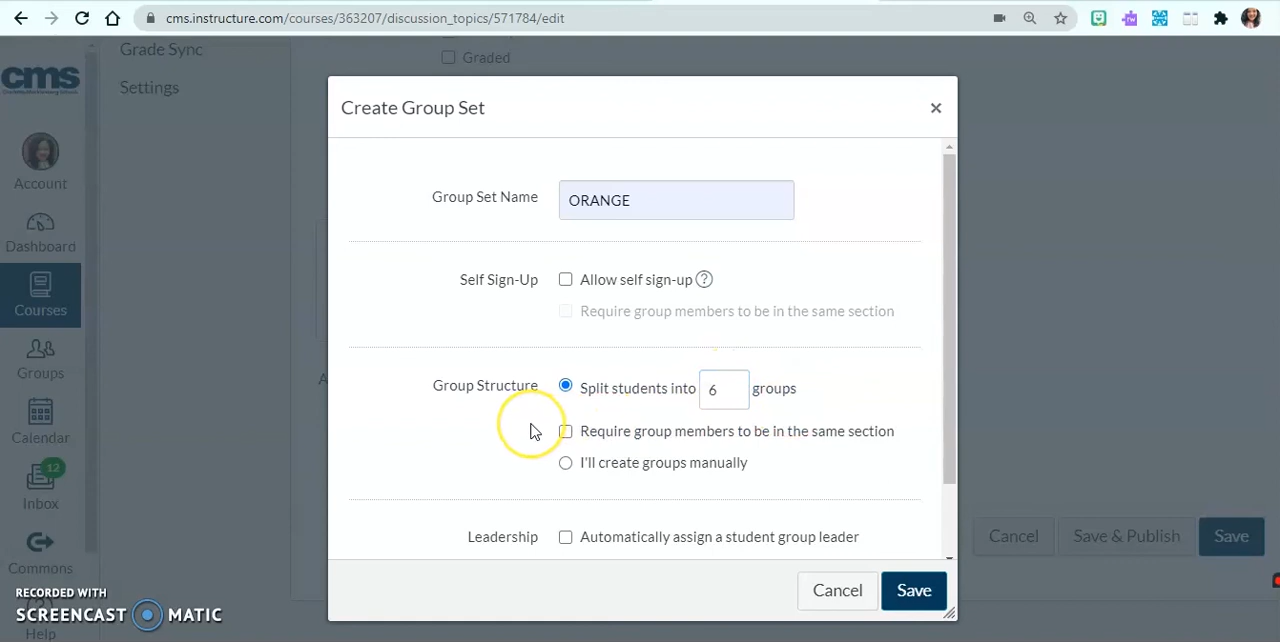 cms.instructure.com/courses/363207/discussion_topics/571784/edit
Grade Sync
Graded
cms
Settings
Create Group Set
Group Set Name
ORANGE
Account
Self Sign-Up
Allow self sign-up ?
Dashboard
Require group members to be in the same section
Courses
Group Structure
Split students into 6 groups
Groups
Require group members to be in the same section
Calendar
I'll create groups manually
12
Inbox
Leadership
Automatically assign a student group leader
Cancel
Save & Publish
Save
Commons
Cancel
Save
RECORDED WITH
SCREENCAST MATIC
Help